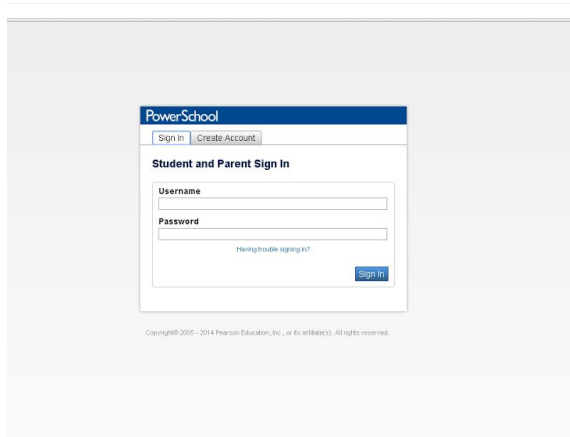 PowerSchool
Sign In Create Account
Student and Parent Sign In
Username
Password
Having trouble signing in?
Sign In
Copyright© 2005 - 2014 Pearson Education, Inc., or its affiliate(s). All rights reserved.